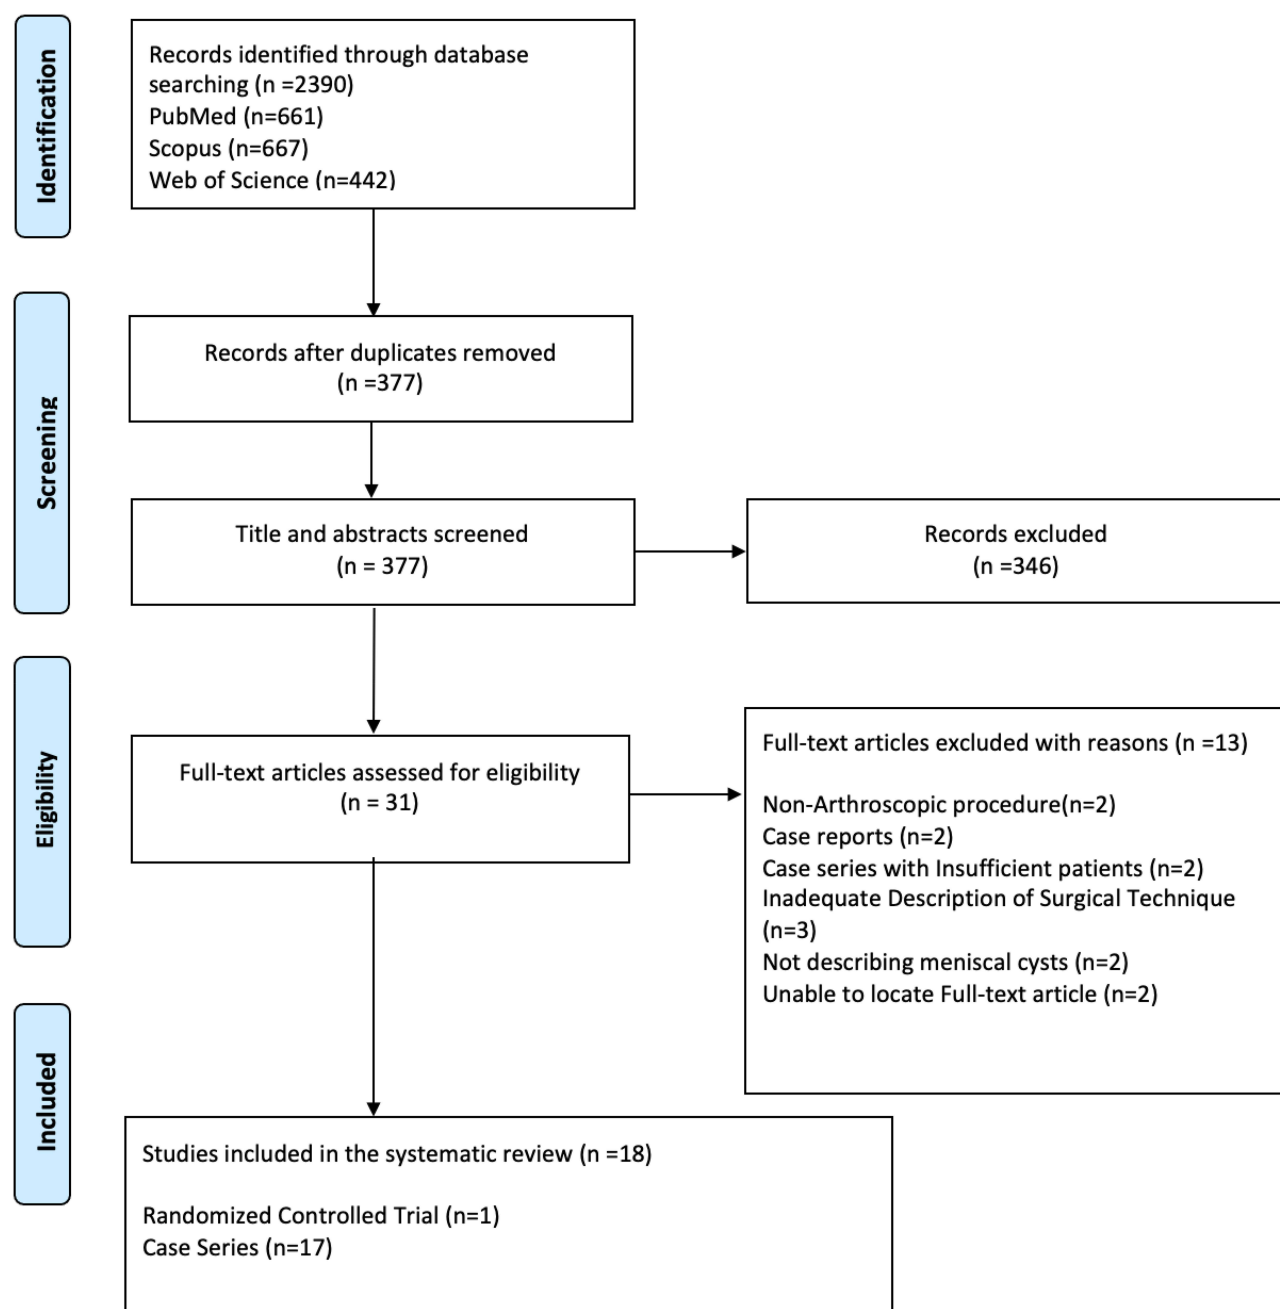 Identification
Records identified through database
searching (n =2390)
PubMed (n=661)
Scopus (n=667)
Web of Science (n=442)
Screening
Records after duplicates removed
(n =377)
Title and abstracts screened
(n = 377)
Records excluded
(n =346)
Eligibility
Full-text articles assessed for eligibility
(n = 31)
Full-text articles excluded with reasons (n =13)
Non-Arthroscopic procedure(n=2)
Case reports (n=2)
Case series with Insufficient patients (n=2)
Inadequate Description of Surgical Technique
(n=3)
Not describing meniscal cysts (n=2)
Unable to locate Full-text article (n=2)
Included
Studies included in the systematic review (n =18)
Randomized Controlled Trial (n=1)
Case Series (n=17)